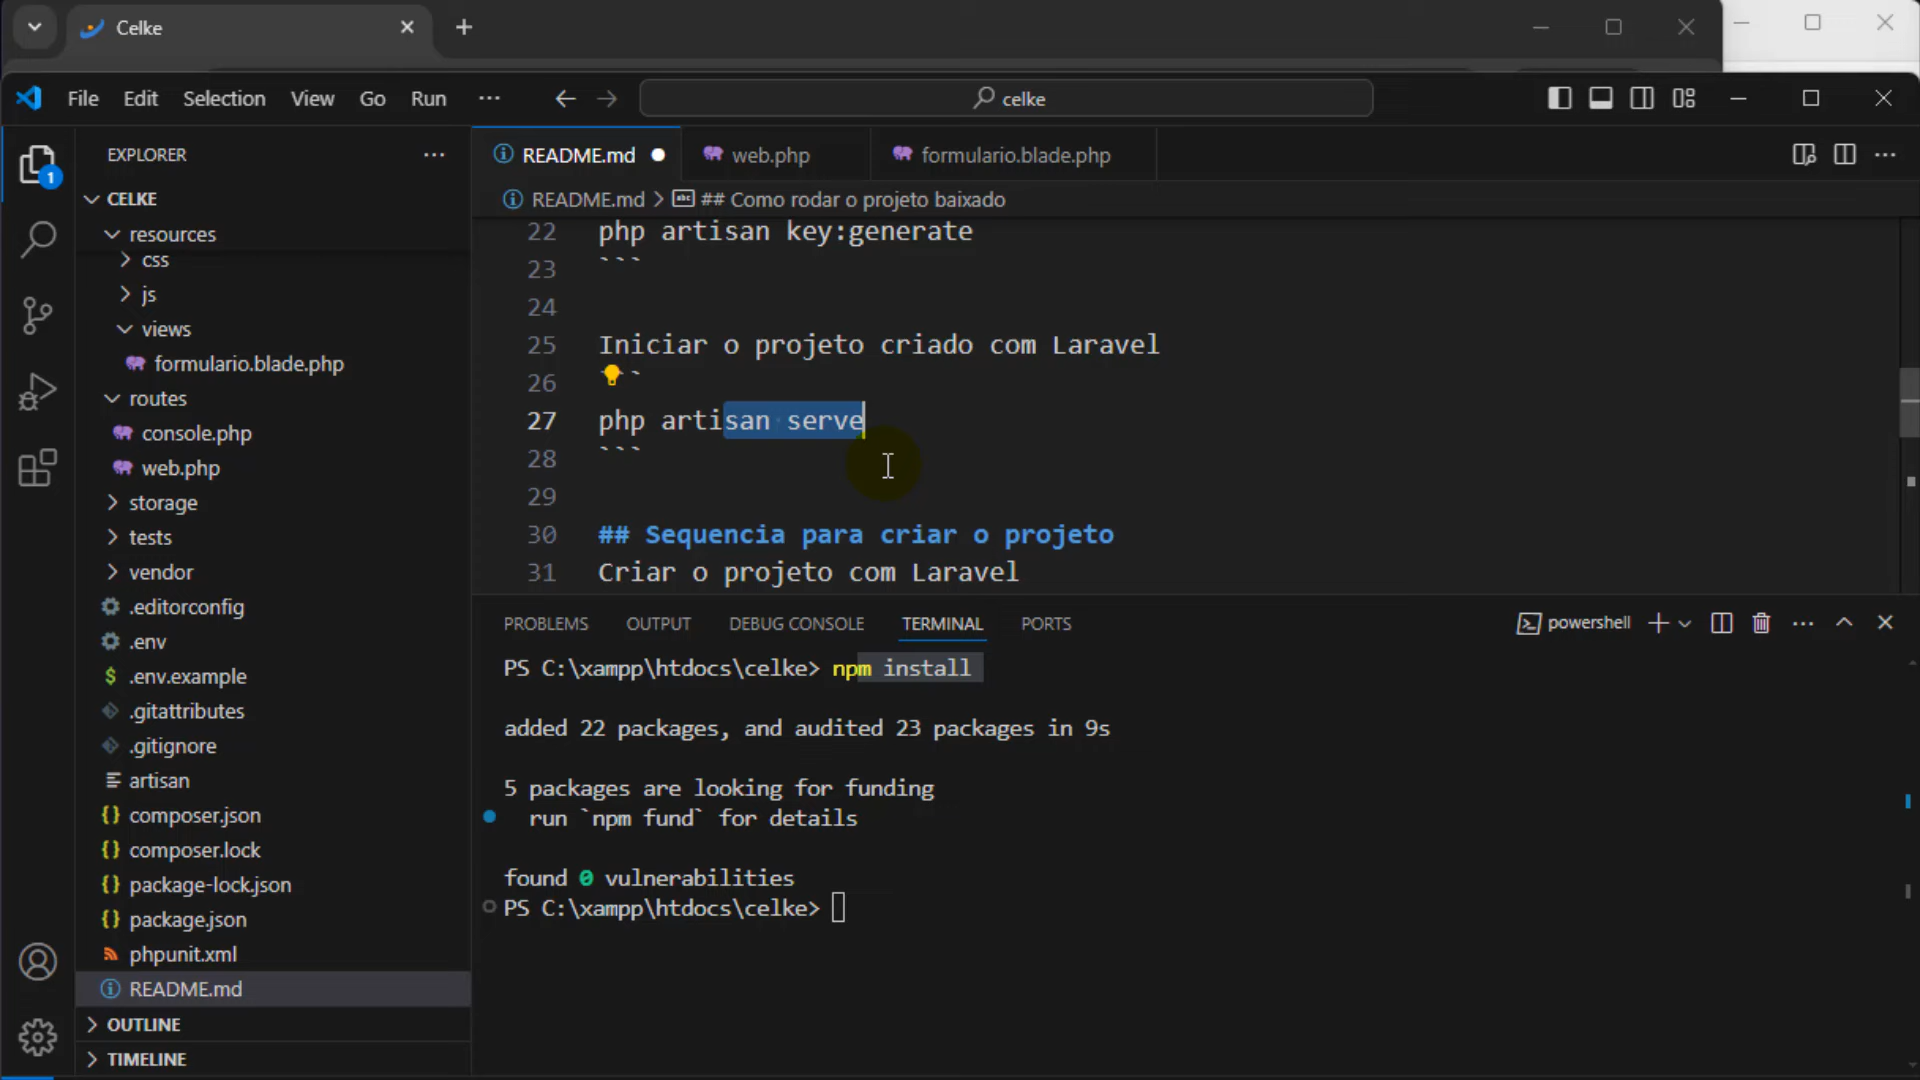 Celke
File Edit Selection View Go Run ··· celke
EXPLORER ···
README.md web.php formulario.blade.php ···
CELKE
README.md > ## Como rodar o projeto baixado
resources
css
js
views
formulario.blade.php
routes
console.php
web.php
storage
tests
vendor
.editorconfig
.env
.env.example
.gitattributes
.gitignore
artisan
composer.json
composer.lock
package-lock.json
package.json
phpunit.xml
README.md
OUTLINE
TIMELINE
1
22 php artisan key:generate
23 ```
24
25 Iniciar o projeto criado com Laravel
26 ```
27 php artisan serve
28 ```
29
30 ## Sequencia para criar o projeto
31 Criar o projeto com Laravel
PROBLEMS OUTPUT DEBUG CONSOLE TERMINAL PORTS powershell ···
PS C:\xampp\htdocs\celke> npm install
added 22 packages, and audited 23 packages in 9s
5 packages are looking for funding
run `npm fund` for details
found 0 vulnerabilities
PS C:\xampp\htdocs\celke>